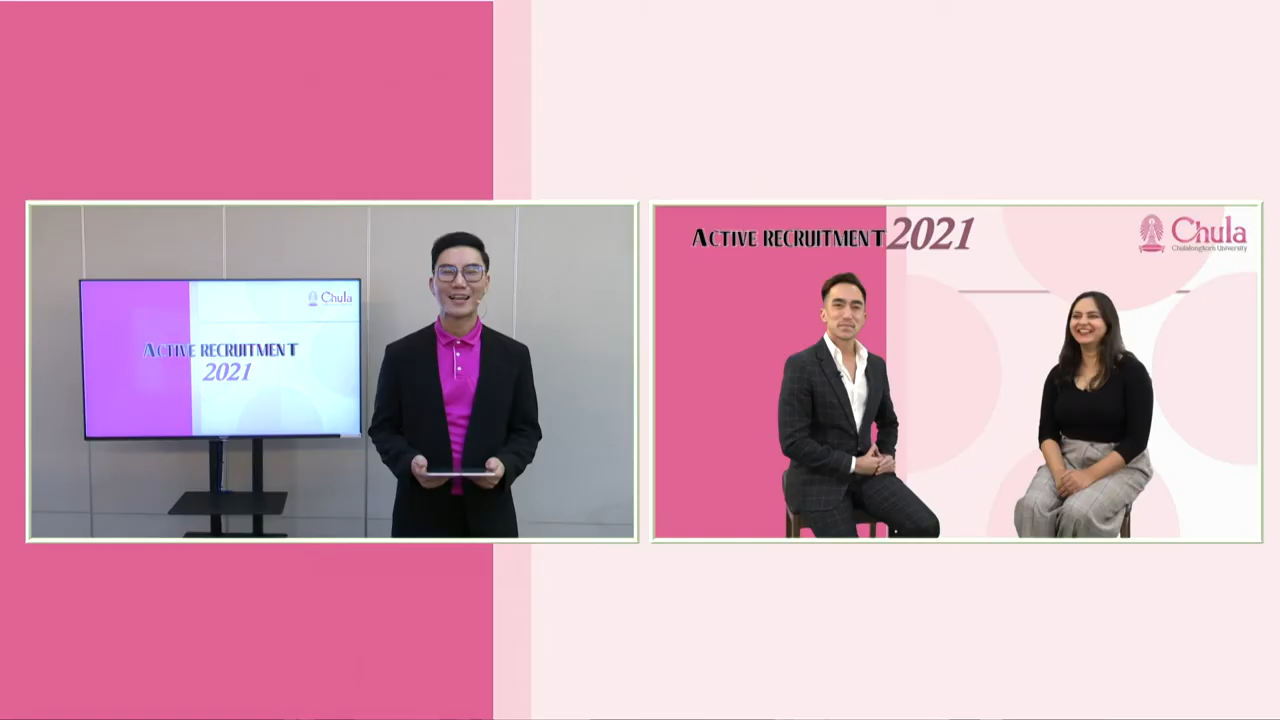 Chula
ACTIVE RECRUITMENT
2021
ACTIVE RECRUITMENT 2021
Chula
Chulalongkorn University